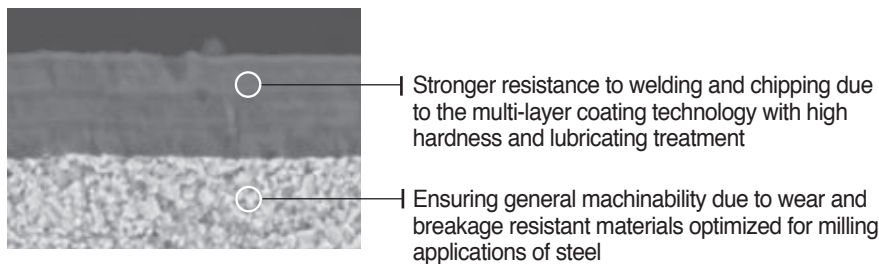 Stronger resistance to welding and chipping due
to the multi-layer coating technology with high
hardness and lubricating treatment
Ensuring general machinability due to wear and
breakage resistant materials optimized for milling
applications of steel